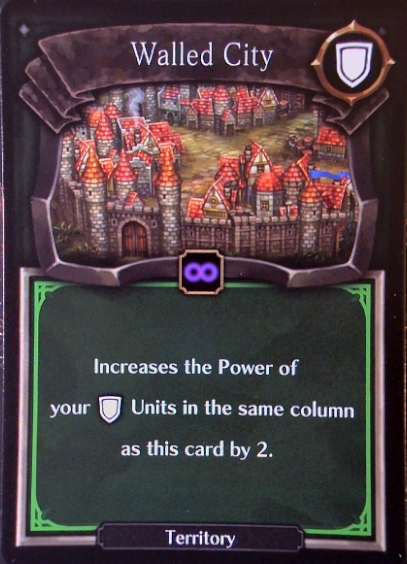 Walled City
∞
Increases the Power of
your Units in the same column
as this card by 2.
Territory